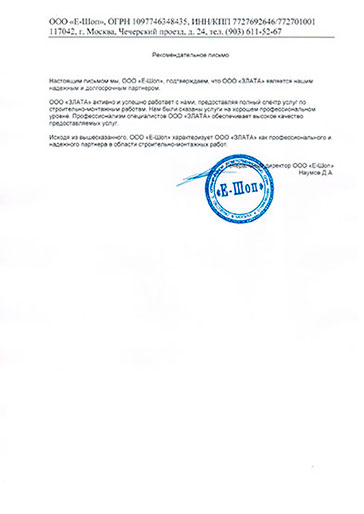 ООО «Е-Шоп», ОГРН 1097746348435, ИНН/КПП 7727692646/772701001
117042, г. Москва, Чечерский проезд, д. 24, тел. (903) 611-52-67
Рекомендательное письмо
Настоящим письмом мы, ООО «Е-Шоп», подтверждаем, что ООО «ЗЛАТА» является нашим
надежным и долгосрочным партнером.
ООО «ЗЛАТА» активно и успешно работает с нами, предоставляя полный спектр услуг по
строительно-монтажным работам. Нам были оказаны услуги на хорошем профессиональном
уровне. Профессионализм специалистов ООО «ЗЛАТА» обеспечивает высокое качество
предоставляемых услуг.
Исходя из вышесказанного, ООО «Е-Шоп» характеризует ООО «ЗЛАТА» как профессионального и
надежного партнера в области строительно-монтажных работ.
директор ООО «Е-Шоп»
Наумов Д.А.
«Е-Шоп»